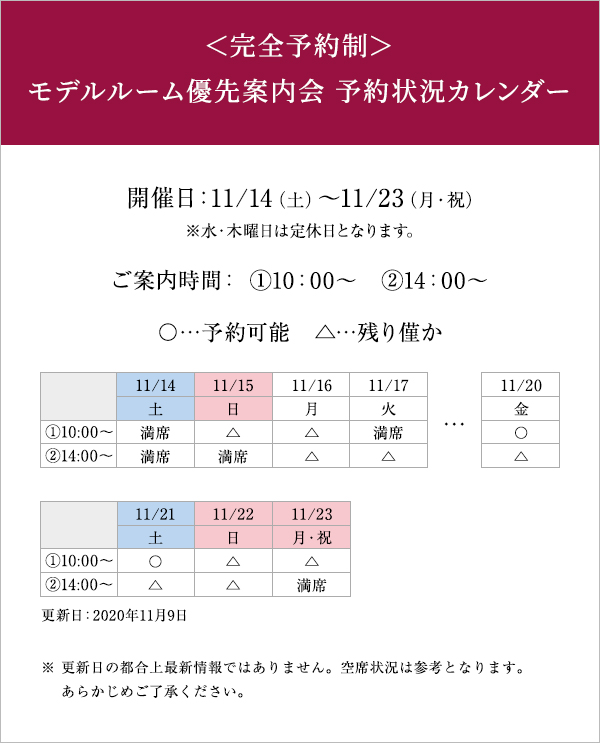 ＜完全予約制＞
モデルルーム優先案内会 予約状況カレンダー
開催日：11/14（土）〜11/23（月・祝）
※水・木曜日は定休日となります。
ご案内時間： ①10：00〜 ②14：00〜
○…予約可能 △…残り僅か
11/14 11/15 11/16 11/17 11/20
土 日 月 火 … 金
①10:00〜 満席 △ △ 満席 ○
②14:00〜 満席 満席 △ △ △
11/21 11/22 11/23
土 日 月・祝
①10:00〜 ○ △ △
②14:00〜 △ △ 満席
更新日：2020年11月9日
※ 更新日の都合上最新情報ではありません。空席状況は参考となります。
あらかじめご了承ください。